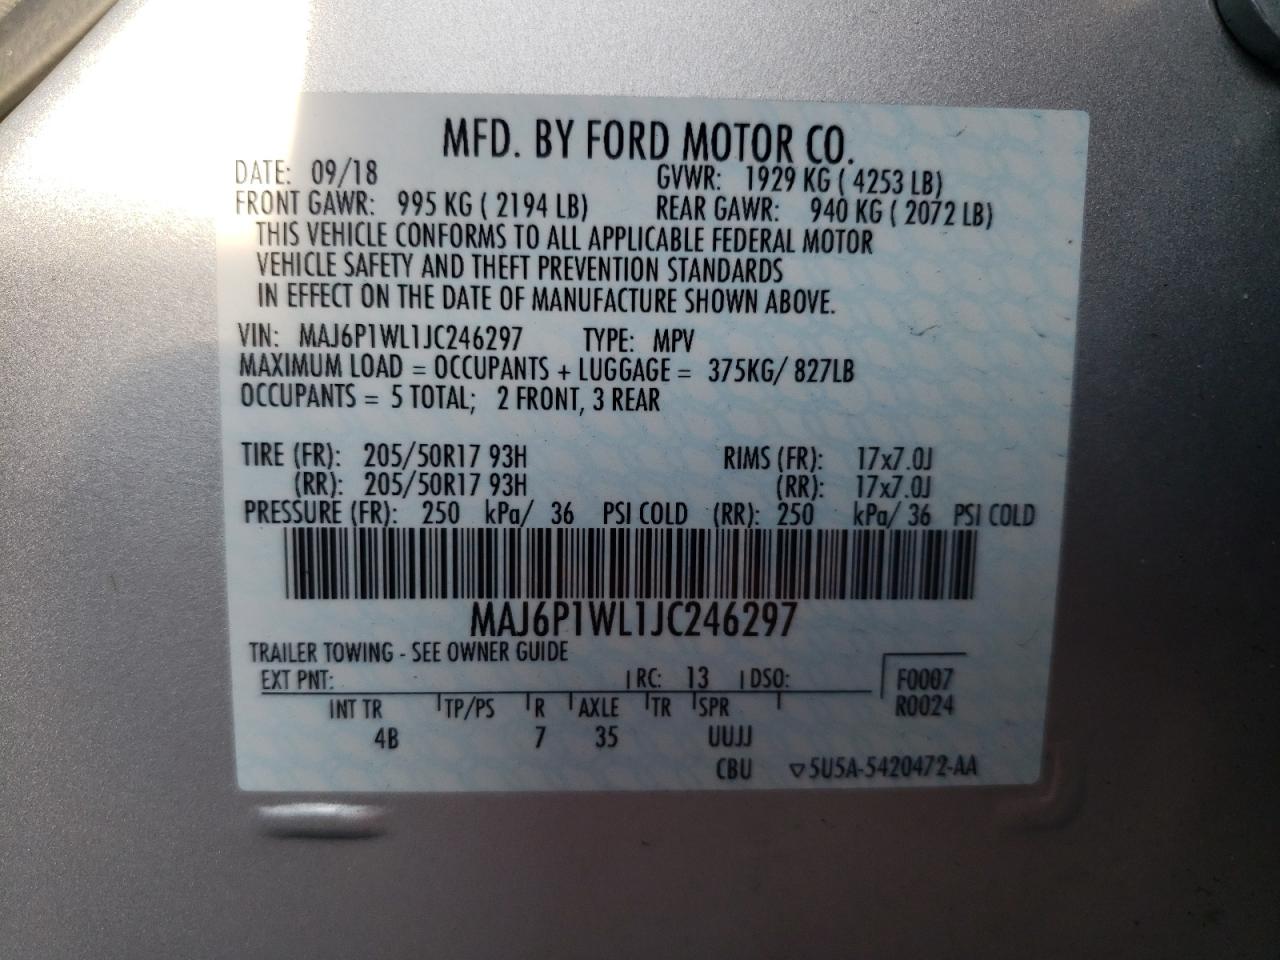 MFD. BY FORD MOTOR CO.
DATE: 09/18 GVWR: 1929 KG ( 4253 LB)
FRONT GAWR: 995 KG ( 2194 LB) REAR GAWR: 940 KG ( 2072 LB)
THIS VEHICLE CONFORMS TO ALL APPLICABLE FEDERAL MOTOR
VEHICLE SAFETY AND THEFT PREVENTION STANDARDS
IN EFFECT ON THE DATE OF MANUFACTURE SHOWN ABOVE.
VIN: MAJ6P1WL1JC246297 TYPE: MPV
MAXIMUM LOAD = OCCUPANTS + LUGGAGE = 375KG/ 827LB
OCCUPANTS = 5 TOTAL; 2 FRONT, 3 REAR
TIRE (FR): 205/50R17 93H RIMS (FR): 17x7.0J
(RR): 205/50R17 93H (RR): 17x7.0J
PRESSURE (FR): 250 kPa/ 36 PSI COLD (RR): 250 kPa/ 36 PSI COLD
MAJ6P1WL1JC246297
TRAILER TOWING - SEE OWNER GUIDE
EXT PNT: RC: 13 DSO: F0007
INT TR TP/PS R AXLE TR SPR R0024
4B 7 35 UUJJ
CBU ▽5U5A-5420472-AA